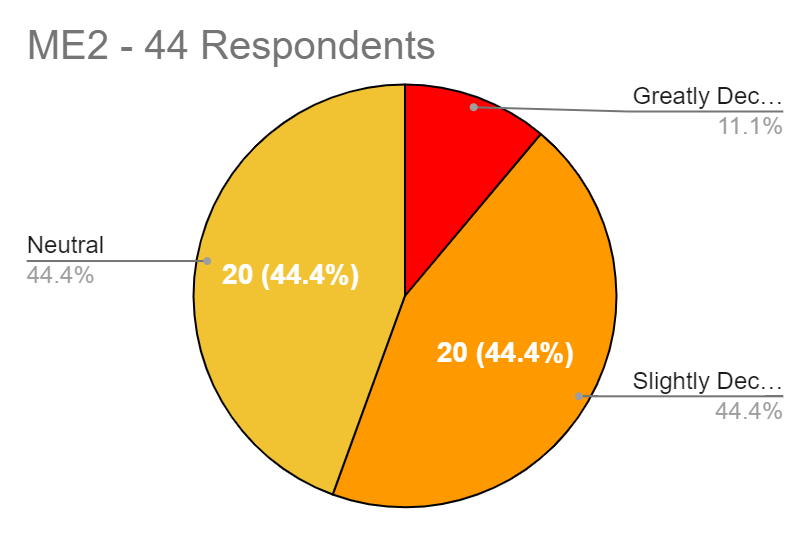 ME2 - 44 Respondents
Greatly Dec…
11.1%
Neutral
44.4%
20 (44.4%)
20 (44.4%)
Slightly Dec…
44.4%